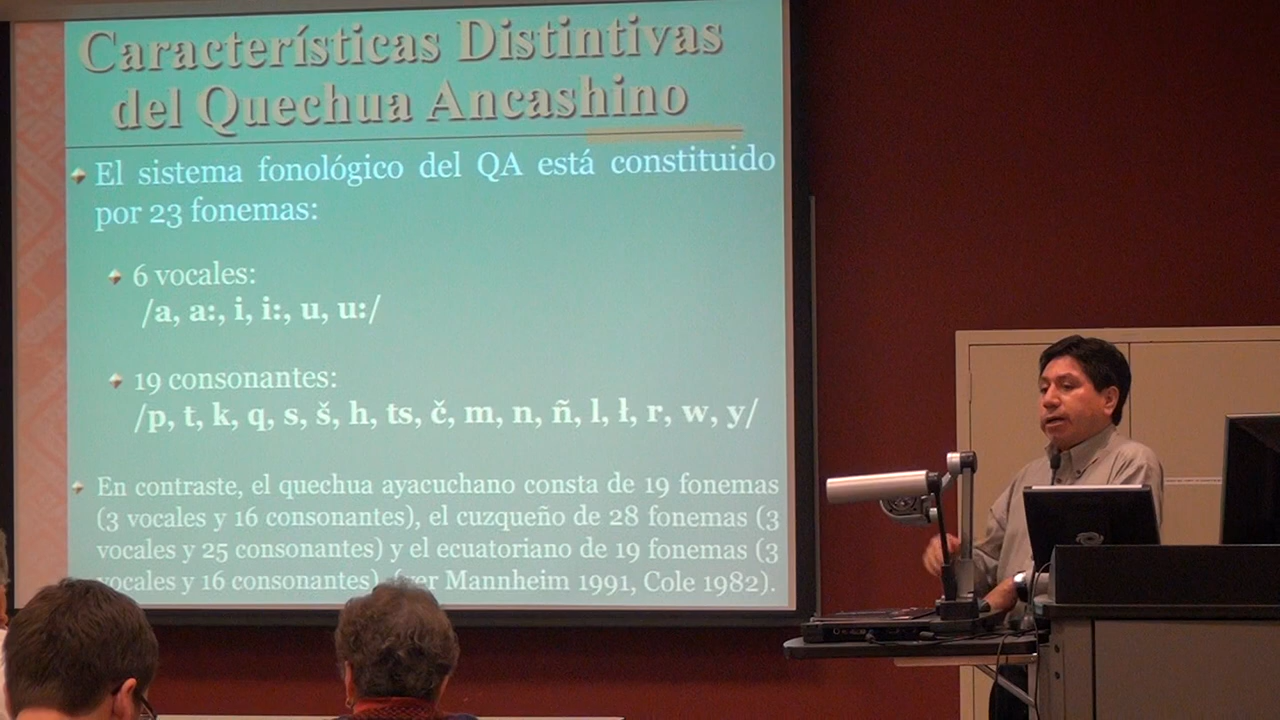 Características Distintivas
del Quechua Ancashino
El sistema fonológico del QA está constituido
por 23 fonemas:
6 vocales:
/a, a:, i, i:, u, u:/
19 consonantes:
/p, t, k, q, s, š, h, ts, č, m, n, ñ, l, ł, r, w, y/
En contraste, el quechua ayacuchano consta de 19 fonemas
(3 vocales y 16 consonantes), el cuzqueño de 28 fonemas (3
vocales y 25 consonantes) y el ecuatoriano de 19 fonemas (3
vocales y 16 consonantes) (ver Mannheim 1991, Cole 1982).